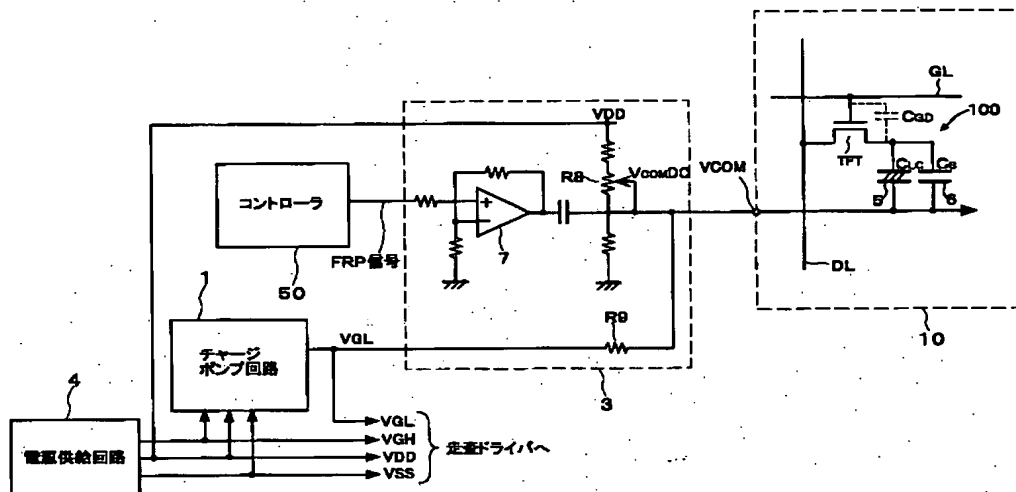 VDD
GL
CGD
100
TFT
CLC
CS
5
6
VCOM
DL
10
R8
VCOMDC
コントローラ
50
FRP信号
+
−
7
1
チャージ
ポンプ回路
VGL
R9
3
4
電源供給回路
VGL
VGH
VDD
VSS
走査ドライバへ